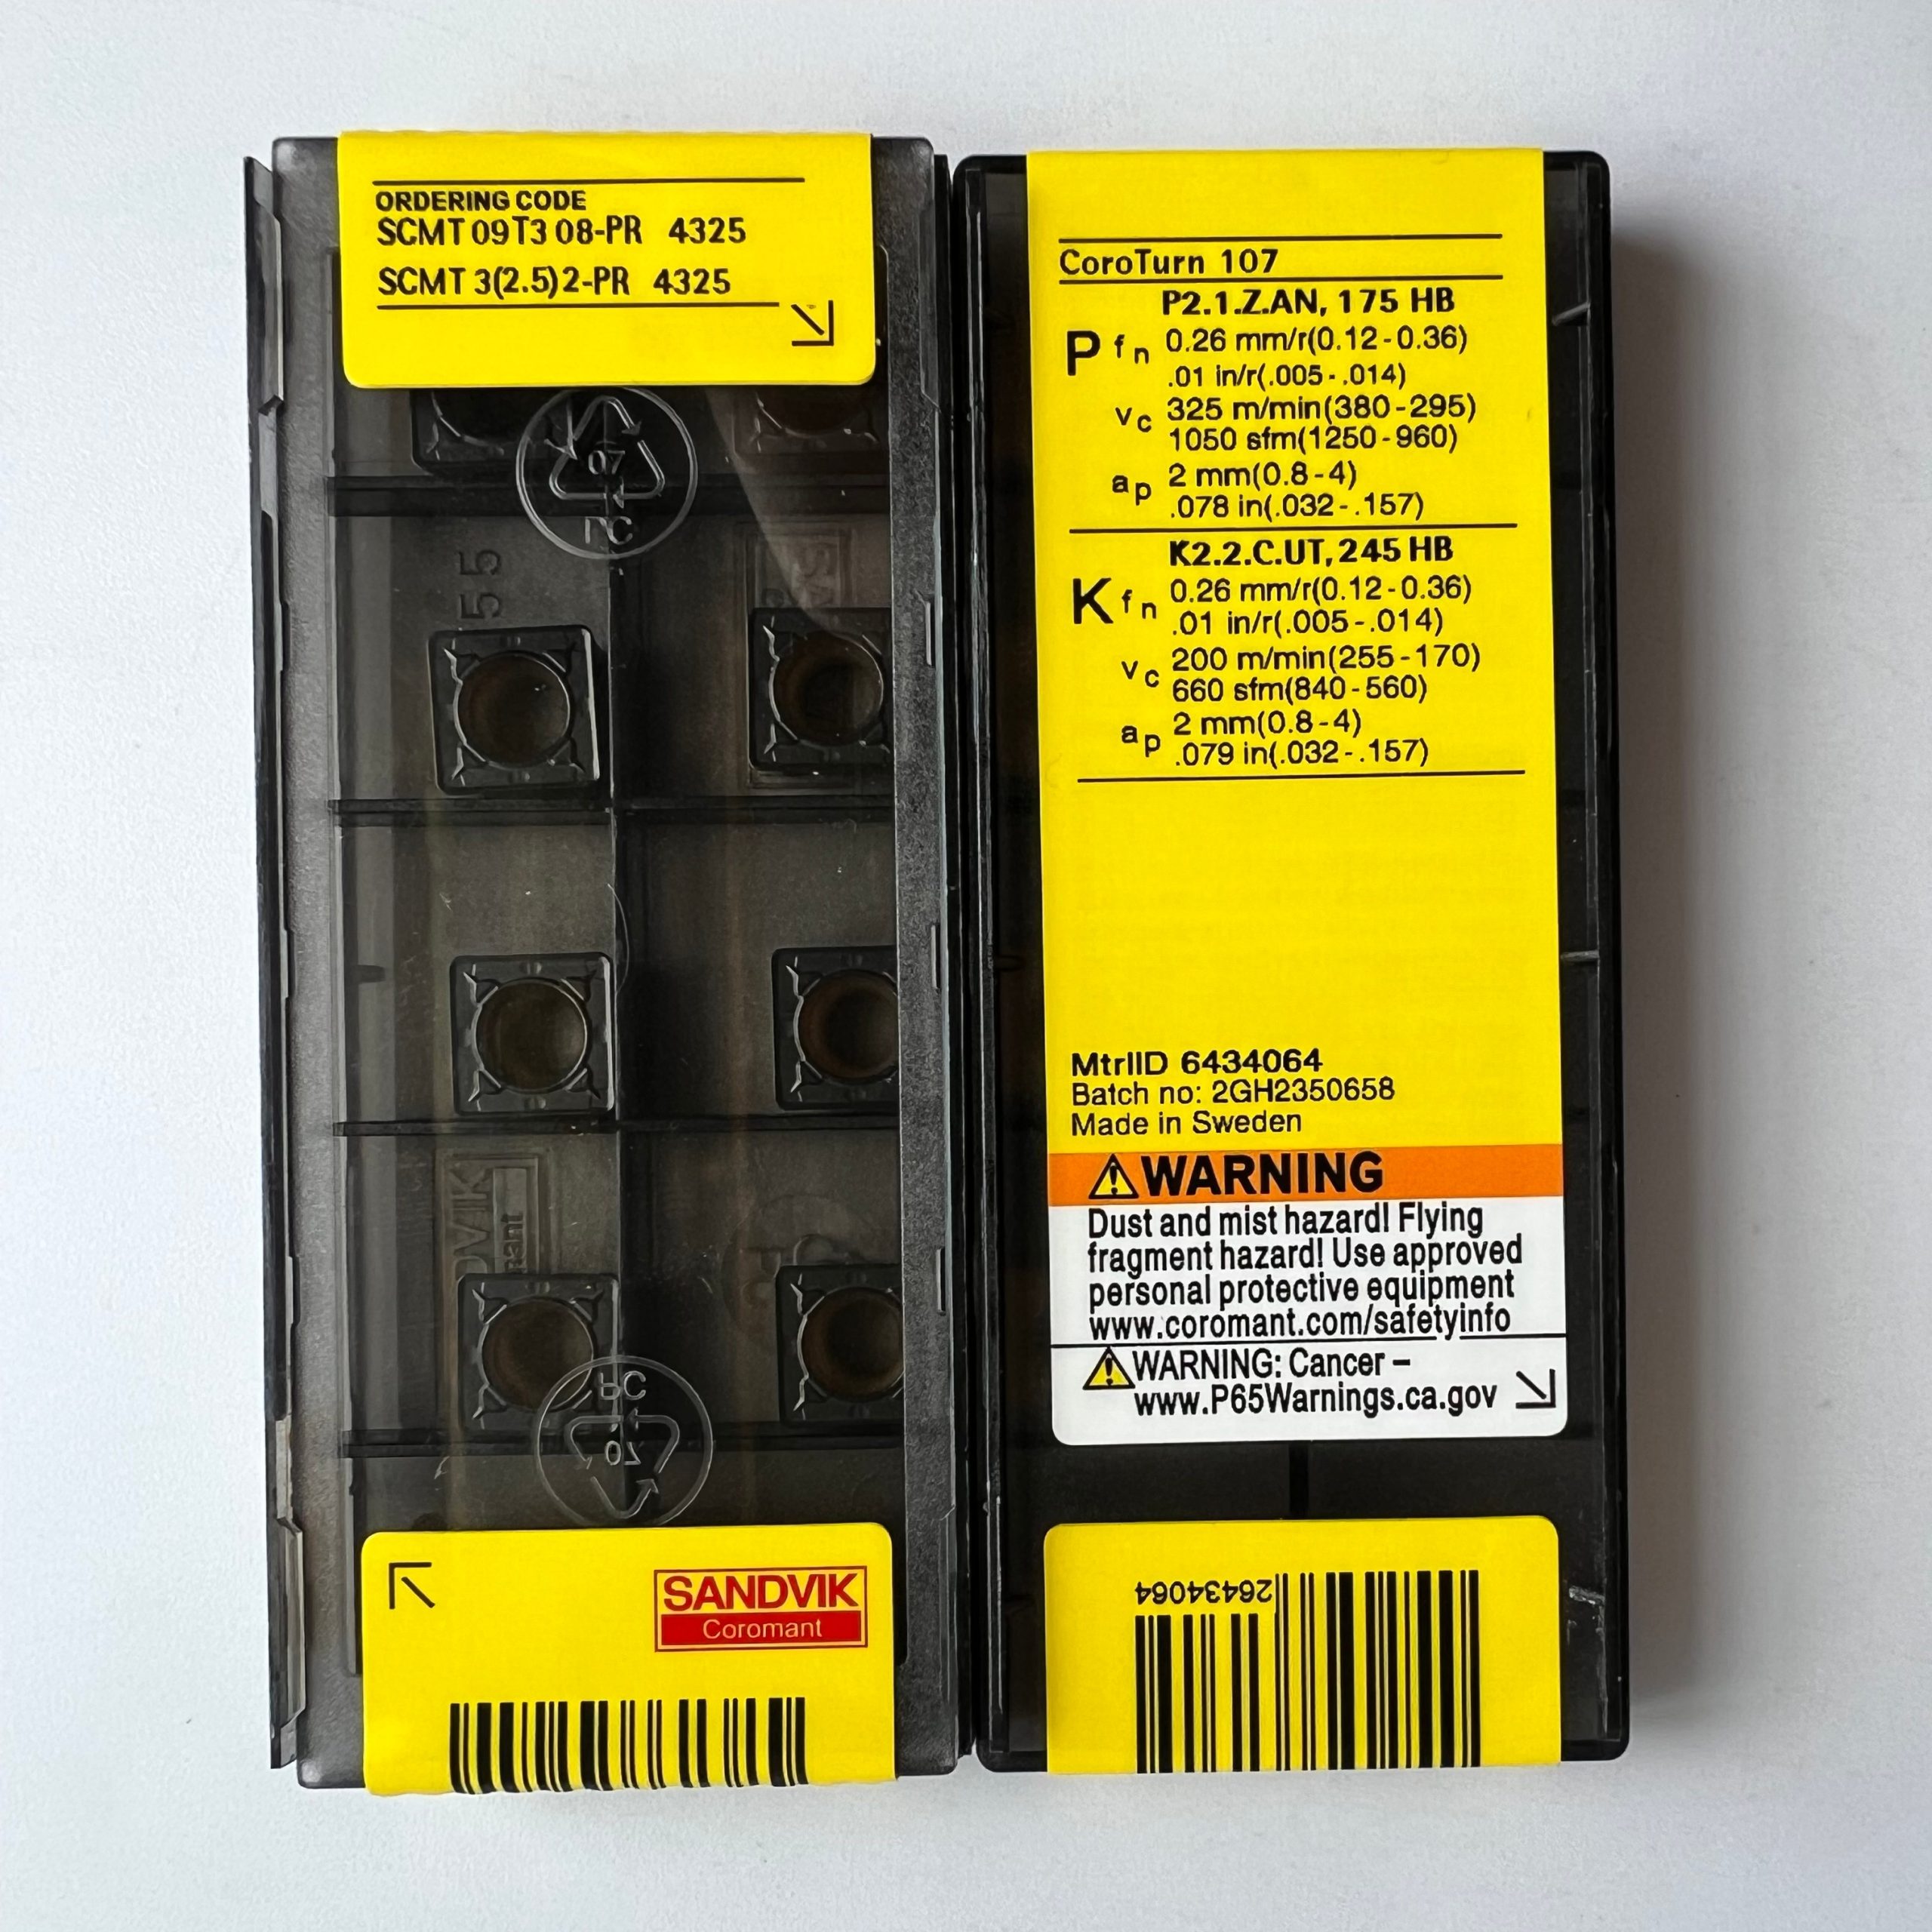 ORDERING CODE
SCMT 09T3 08-PR 4325
SCMT 3(2.5)2-PR 4325
07
PC
55
PC
07
SANDVIK
Coromant
CoroTurn 107
P2.1.Z.AN, 175 HB
P fn 0.26 mm/r(0.12-0.36)
.01 in/r(.005-.014)
vc 325 m/min(380-295)
1050 sfm(1250-960)
ap 2 mm(0.8-4)
.078 in(.032-.157)
K2.2.C.UT, 245 HB
K fn 0.26 mm/r(0.12-0.36)
.01 in/r(.005-.014)
vc 200 m/min(255-170)
660 sfm(840-560)
ap 2 mm(0.8-4)
.079 in(.032-.157)
MtrlID 6434064
Batch no: 2GH2350658
Made in Sweden
WARNING
Dust and mist hazard! Flying
fragment hazard! Use approved
personal protective equipment
www.coromant.com/safetyinfo
WARNING: Cancer –
www.P65Warnings.ca.gov
26434064